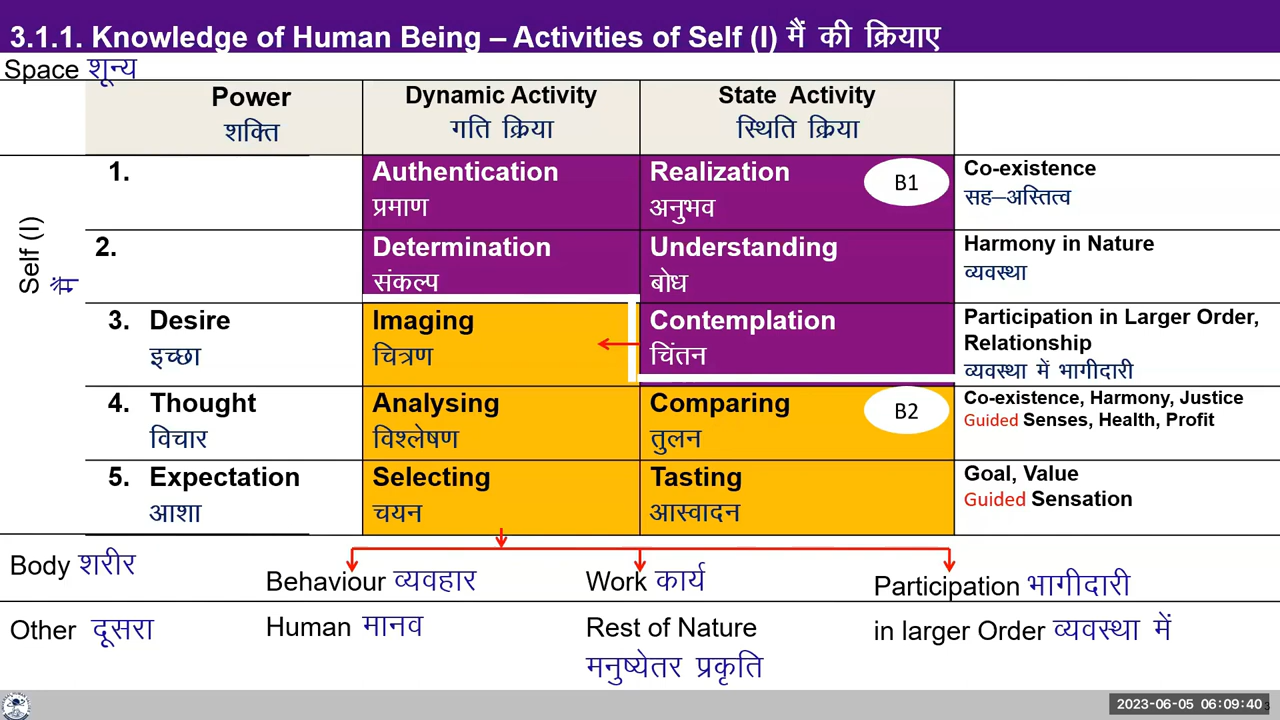 3.1.1. Knowledge of Human Being – Activities of Self (I) मैं की क्रियाए
Space शून्य
Power
शक्ति
Dynamic Activity
गति क्रिया
State Activity
स्थिति क्रिया
Self (I)
मैं
1.
Authentication
प्रमाण
Realization
अनुभव
B1
Co-existence
सह–अस्तित्व
2.
Determination
संकल्प
Understanding
बोध
Harmony in Nature
व्यवस्था
3. Desire
इच्छा
Imaging
चित्रण
Contemplation
चिंतन
Participation in Larger Order,
Relationship
व्यवस्था में भागीदारी
4. Thought
विचार
Analysing
विश्लेषण
Comparing
तुलन
B2
Co-existence, Harmony, Justice
Guided Senses, Health, Profit
5. Expectation
आशा
Selecting
चयन
Tasting
आस्वादन
Goal, Value
Guided Sensation
Body शरीर
Behaviour व्यवहार
Work कार्य
Participation भागीदारी
Other दूसरा
Human मानव
Rest of Nature
मनुष्येतर प्रकृति
in larger Order व्यवस्था में
2023-06-05 06:09:40
3